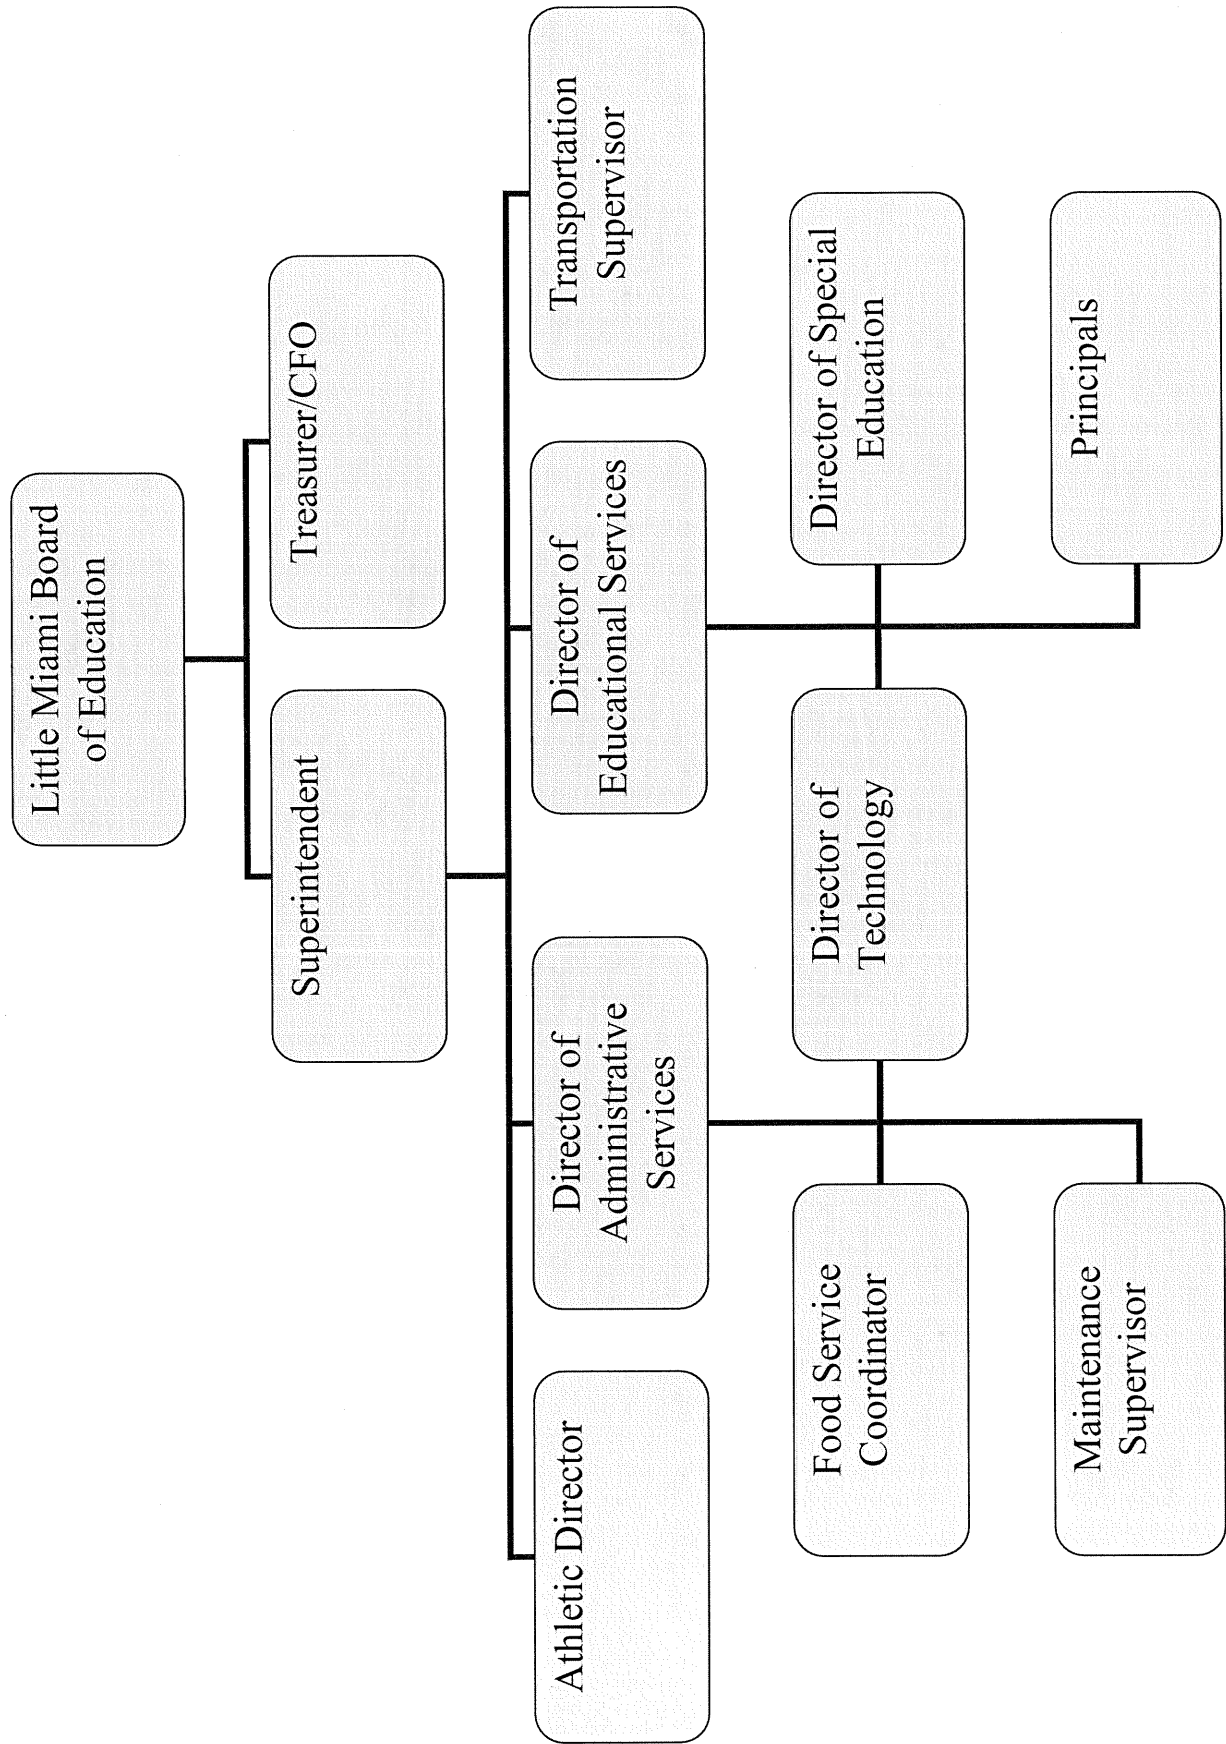 Little Miami Board
of Education
Superintendent
Treasurer/CFO
Athletic Director
Director of
Administrative
Services
Director of
Educational Services
Transportation
Supervisor
Food Service
Coordinator
Director of
Technology
Director of Special
Education
Maintenance
Supervisor
Principals